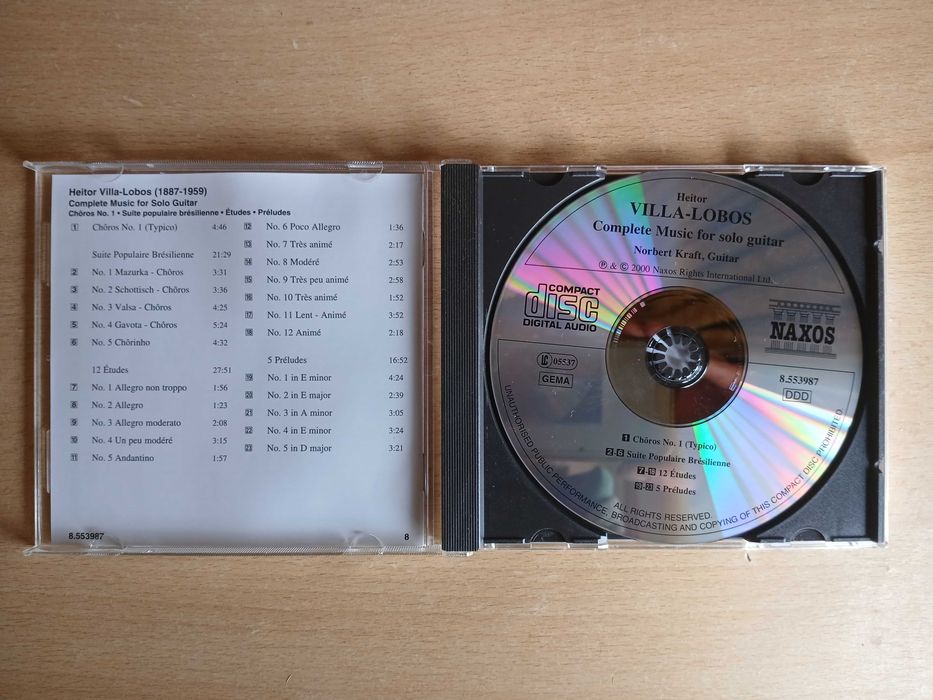 Heitor Villa-Lobos (1887-1959)
Complete Music for Solo Guitar
Chôros No. 1 • Suite populaire brésilienne • Études • Préludes
1 Chôros No. 1 (Typico) 4:46
Suite Populaire Brésilienne 21:29
2 No. 1 Mazurka - Chôros 3:31
3 No. 2 Schottisch - Chôros 3:36
4 No. 3 Valsa - Chôros 4:25
5 No. 4 Gavota - Chôros 5:24
6 No. 5 Chôrinho 4:32
12 Études 27:51
7 No. 1 Allegro non troppo 1:56
8 No. 2 Allegro 1:23
9 No. 3 Allegro moderato 2:08
10 No. 4 Un peu modéré 3:15
11 No. 5 Andantino 1:57
12 No. 6 Poco Allegro 1:36
13 No. 7 Très animé 2:17
14 No. 8 Modéré 2:53
15 No. 9 Très peu animé 2:58
16 No. 10 Très animé 1:52
17 No. 11 Lent - Animé 3:52
18 No. 12 Animé 2:18
5 Préludes 16:52
19 No. 1 in E minor 4:24
20 No. 2 in E major 2:39
21 No. 3 in A minor 3:05
22 No. 4 in E minor 3:24
23 No. 5 in D major 3:21
8.553987 8
Heitor
VILLA-LOBOS
Complete Music for solo guitar
Norbert Kraft, Guitar
℗ & © 2000 Naxos Rights International Ltd.
COMPACT
disc
DIGITAL AUDIO
NAXOS
LC 05537
GEMA
8.553987
DDD
1 Chôros No. 1 (Typico)
2-6 Suite Populaire Brésilienne
7-18 12 Études
19-23 5 Préludes
ALL RIGHTS RESERVED.
UNAUTHORISED PUBLIC PERFORMANCE, BROADCASTING AND COPYING OF THIS COMPACT DISC PROHIBITED.